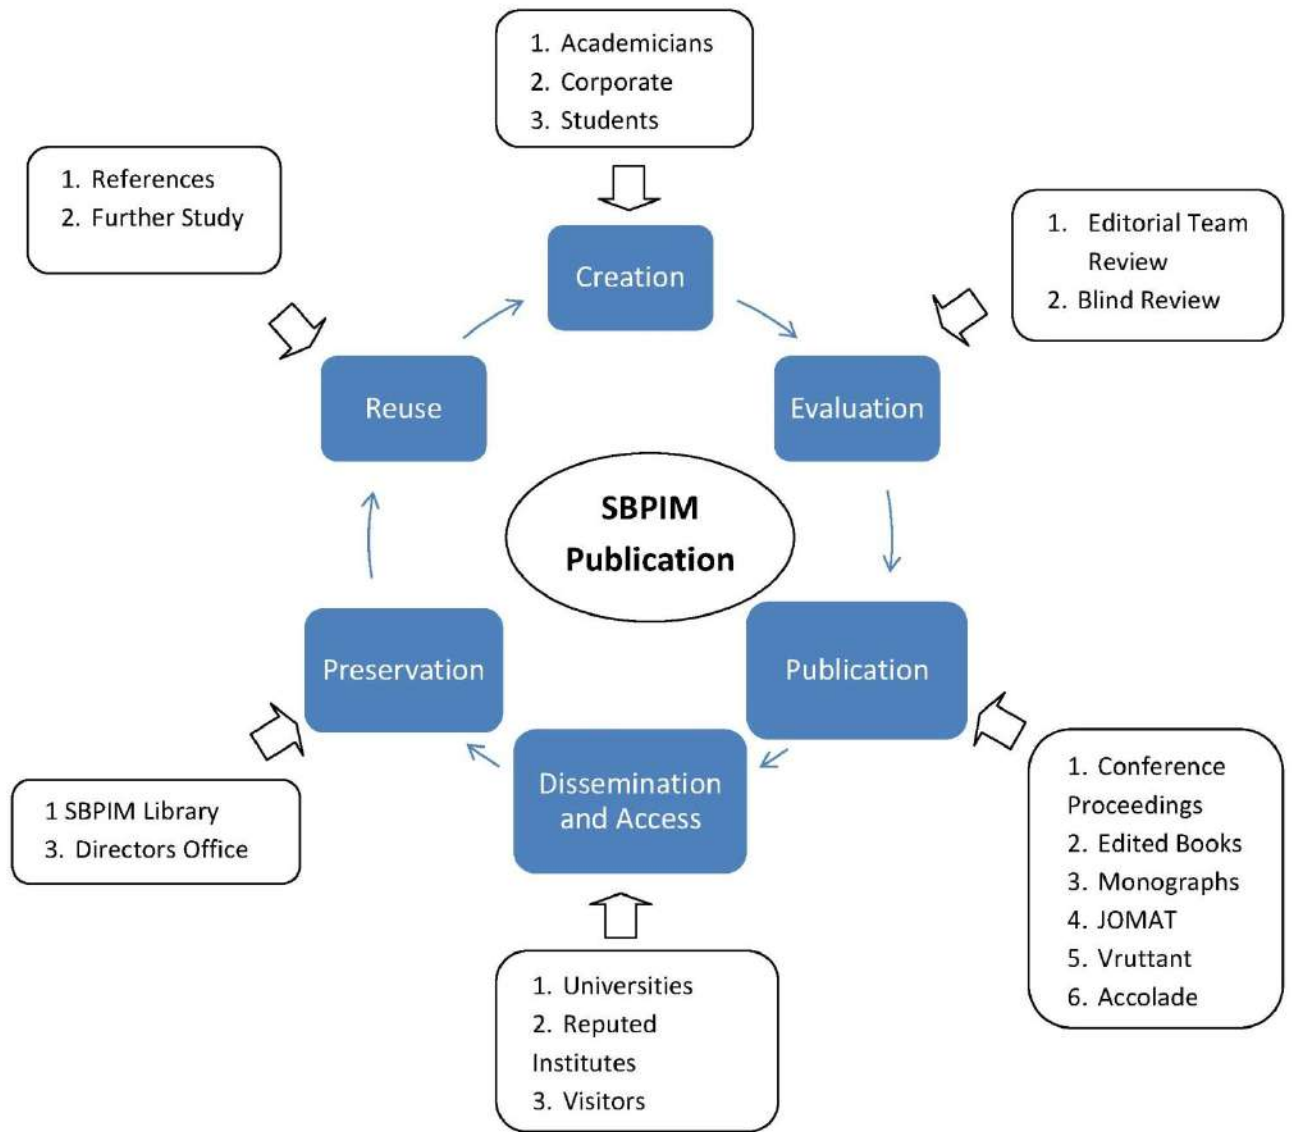 1. Academicians
2. Corporate
3. Students
1. References
2. Further Study
1. Editorial Team
Review
2. Blind Review
Creation
Reuse
Evaluation
SBPIM
Publication
Preservation
Publication
Dissemination
and Access
1 SBPIM Library
3. Directors Office
1. Conference
Proceedings
2. Edited Books
3. Monographs
4. JOMAT
5. Vruttant
6. Accolade
1. Universities
2. Reputed
Institutes
3. Visitors